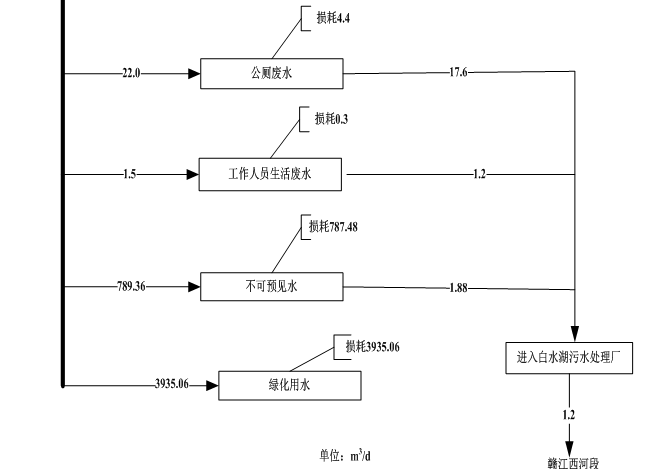 损耗4.4
22.0
公厕废水
17.6
损耗0.3
1.5
工作人员生活废水
1.2
损耗787.48
789.36
不可预见水
1.88
损耗3935.06
进入白水湖污水处理厂
3935.06
绿化用水
1.2
单位：m³/d
赣江西河段